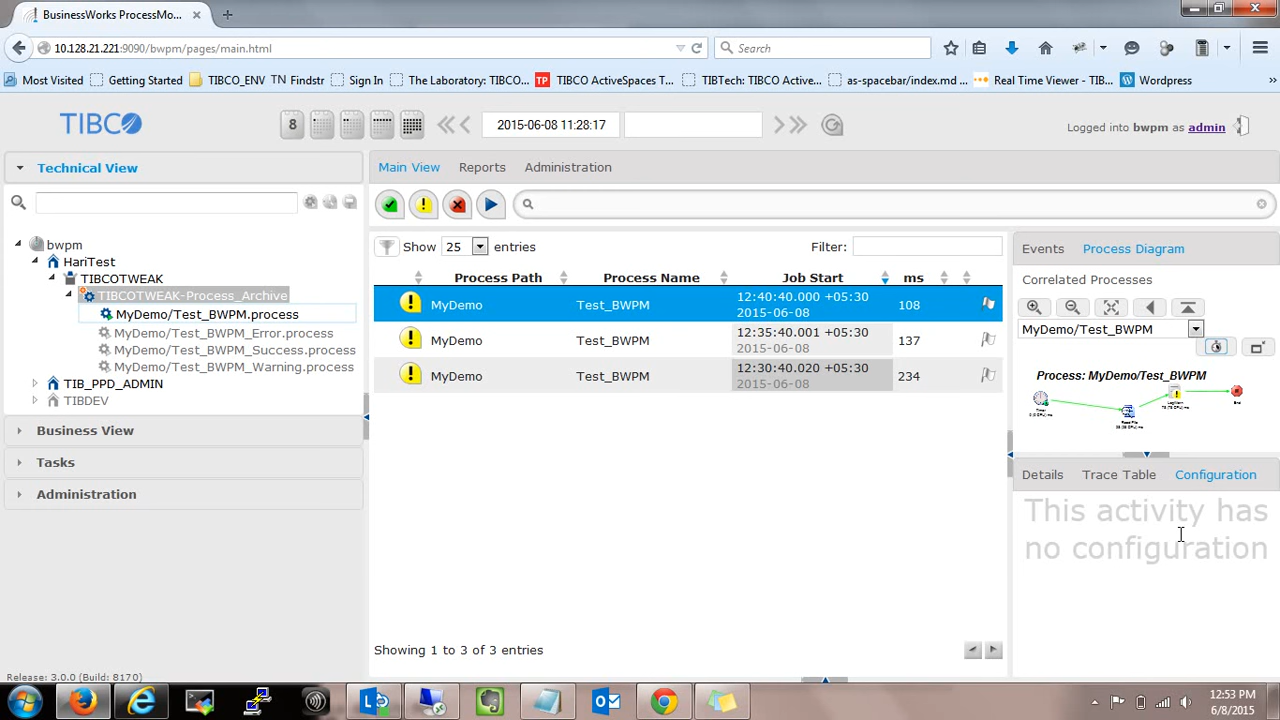 BusinessWorks ProcessMo...
10.128.21.221:9090/bwpm/pages/main.html
Search
Most Visited Getting Started TIBCO_ENV TN Findstr Sign In The Laboratory: TIBCO... TP TIBCO ActiveSpaces T... TIBTech: TIBCO Active... as-spacebar/index.md ... Real Time Viewer - TIB... Wordpress
TIBCO
8
2015-06-08 11:28:17
Logged into bwpm as admin
Technical View
Main View Reports Administration
bwpm
HariTest
TIBCOTWEAK
TIBCOTWEAK-Process_Archive
MyDemo/Test_BWPM.process
MyDemo/Test_BWPM_Error.process
MyDemo/Test_BWPM_Success.process
MyDemo/Test_BWPM_Warning.process
TIB_PPD_ADMIN
TIBDEV
Business View
Tasks
Administration
Show 25 entries
Filter:
Process Path Process Name Job Start ms
MyDemo Test_BWPM 12:40:40.000 +05:30 108
2015-06-08
MyDemo Test_BWPM 12:35:40.001 +05:30 137
2015-06-08
MyDemo Test_BWPM 12:30:40.020 +05:30 234
2015-06-08
Showing 1 to 3 of 3 entries
Events Process Diagram
Correlated Processes
MyDemo/Test_BWPM
Process: MyDemo/Test_BWPM
Read File
End
Details Trace Table Configuration
This activity has
no configuration
Release: 3.0.0 (Build: 8170)
12:53 PM
6/8/2015